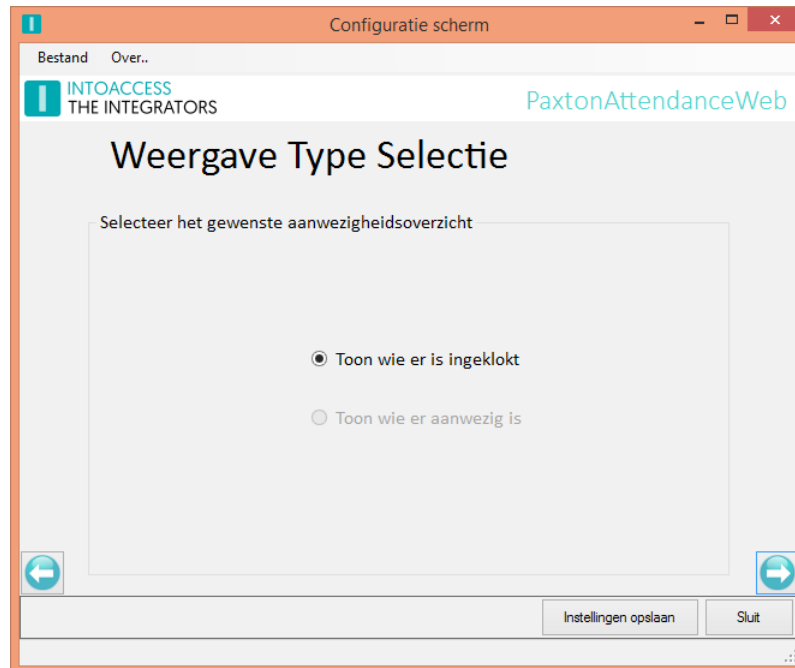 Configuratie scherm
Bestand Over..
INTOACCESS
THE INTEGRATORS
PaxtonAttendanceWeb
Weergave Type Selectie
Selecteer het gewenste aanwezigheidsoverzicht
Toon wie er is ingeklokt
Toon wie er aanwezig is
Instellingen opslaan Sluit